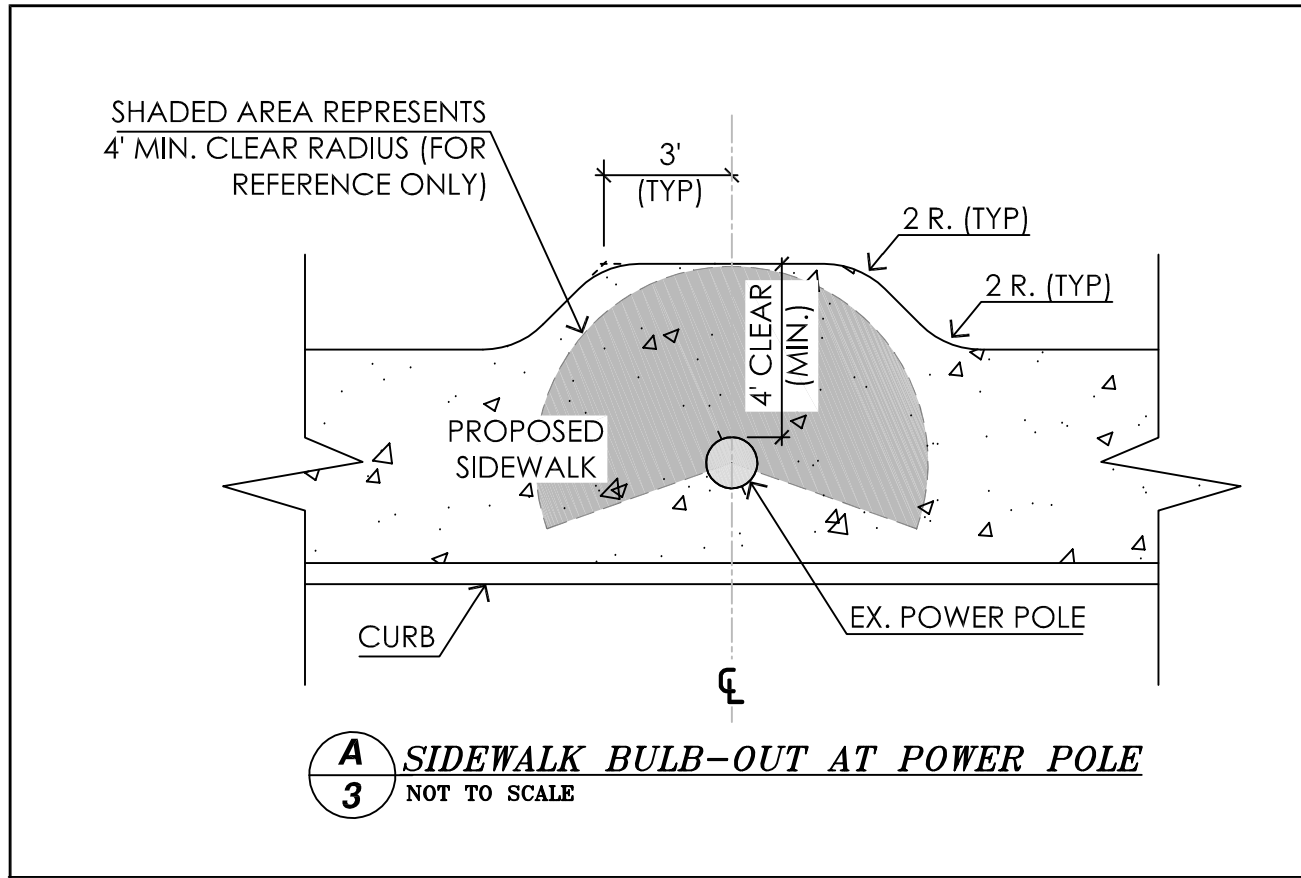 SHADED AREA REPRESENTS
4' MIN. CLEAR RADIUS (FOR
REFERENCE ONLY)
3'
(TYP)
2 R. (TYP)
2 R. (TYP)
4' CLEAR
(MIN.)
PROPOSED
SIDEWALK
CURB
EX. POWER POLE
℄
A
3
SIDEWALK BULB-OUT AT POWER POLE
NOT TO SCALE